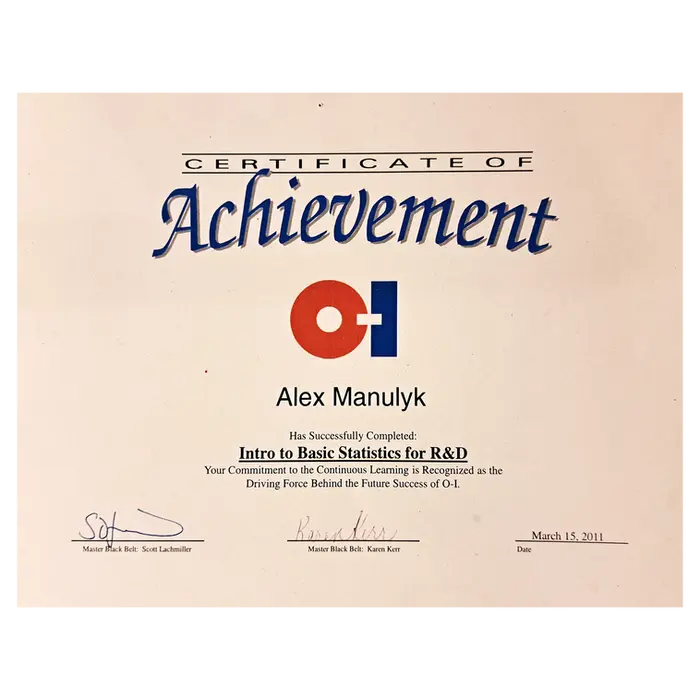 CERTIFICATE OF
Achievement
O-I
Alex Manulyk
Has Successfully Completed:
Intro to Basic Statistics for R&D
Your Commitment to the Continuous Learning is Recognized as the
Driving Force Behind the Future Success of O-I.
Karen Kerr
March 15, 2011
Master Black Belt: Scott Lachmiller
Master Black Belt: Karen Kerr
Date